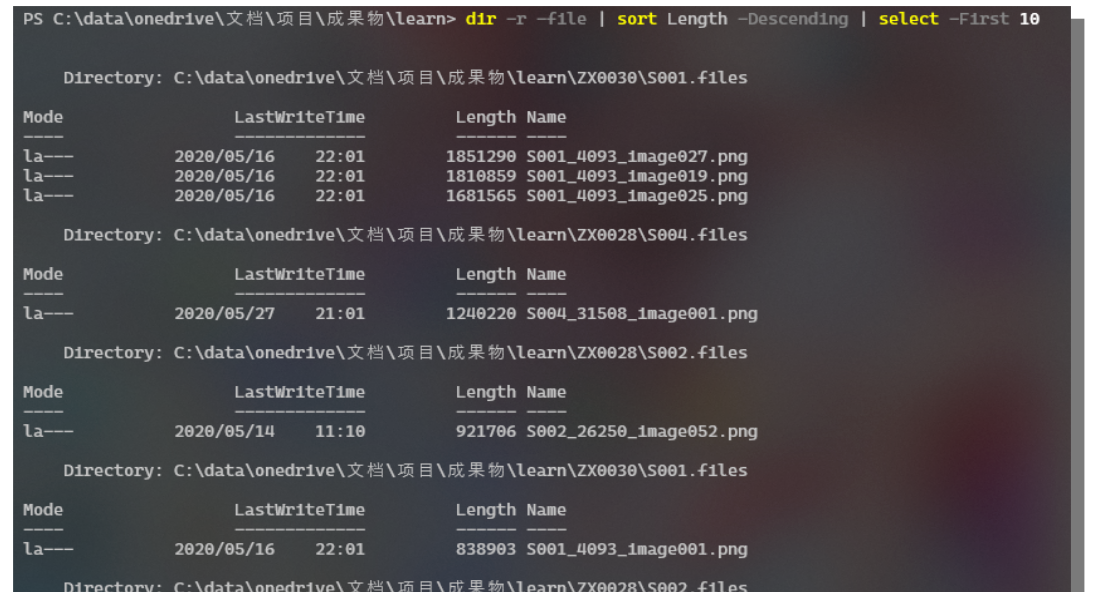 PS C:\data\onedrive\文档\项目\成果物\learn> dir -r -file | sort Length -Descending | select -First 10
Directory: C:\data\onedrive\文档\项目\成果物\learn\ZX0030\S001.files
Mode LastWriteTime Length Name
---- ------------- ------ ----
la--- 2020/05/16 22:01 1851290 S001_4093_image027.png
la--- 2020/05/16 22:01 1810859 S001_4093_image019.png
la--- 2020/05/16 22:01 1681565 S001_4093_image025.png
Directory: C:\data\onedrive\文档\项目\成果物\learn\ZX0028\S004.files
Mode LastWriteTime Length Name
---- ------------- ------ ----
la--- 2020/05/27 21:01 1240220 S004_31508_image001.png
Directory: C:\data\onedrive\文档\项目\成果物\learn\ZX0028\S002.files
Mode LastWriteTime Length Name
---- ------------- ------ ----
la--- 2020/05/14 11:10 921706 S002_26250_image052.png
Directory: C:\data\onedrive\文档\项目\成果物\learn\ZX0030\S001.files
Mode LastWriteTime Length Name
---- ------------- ------ ----
la--- 2020/05/16 22:01 838903 S001_4093_image001.png
Directory: C:\data\onedrive\文档\项目\成果物\learn\ZX0028\S002.files